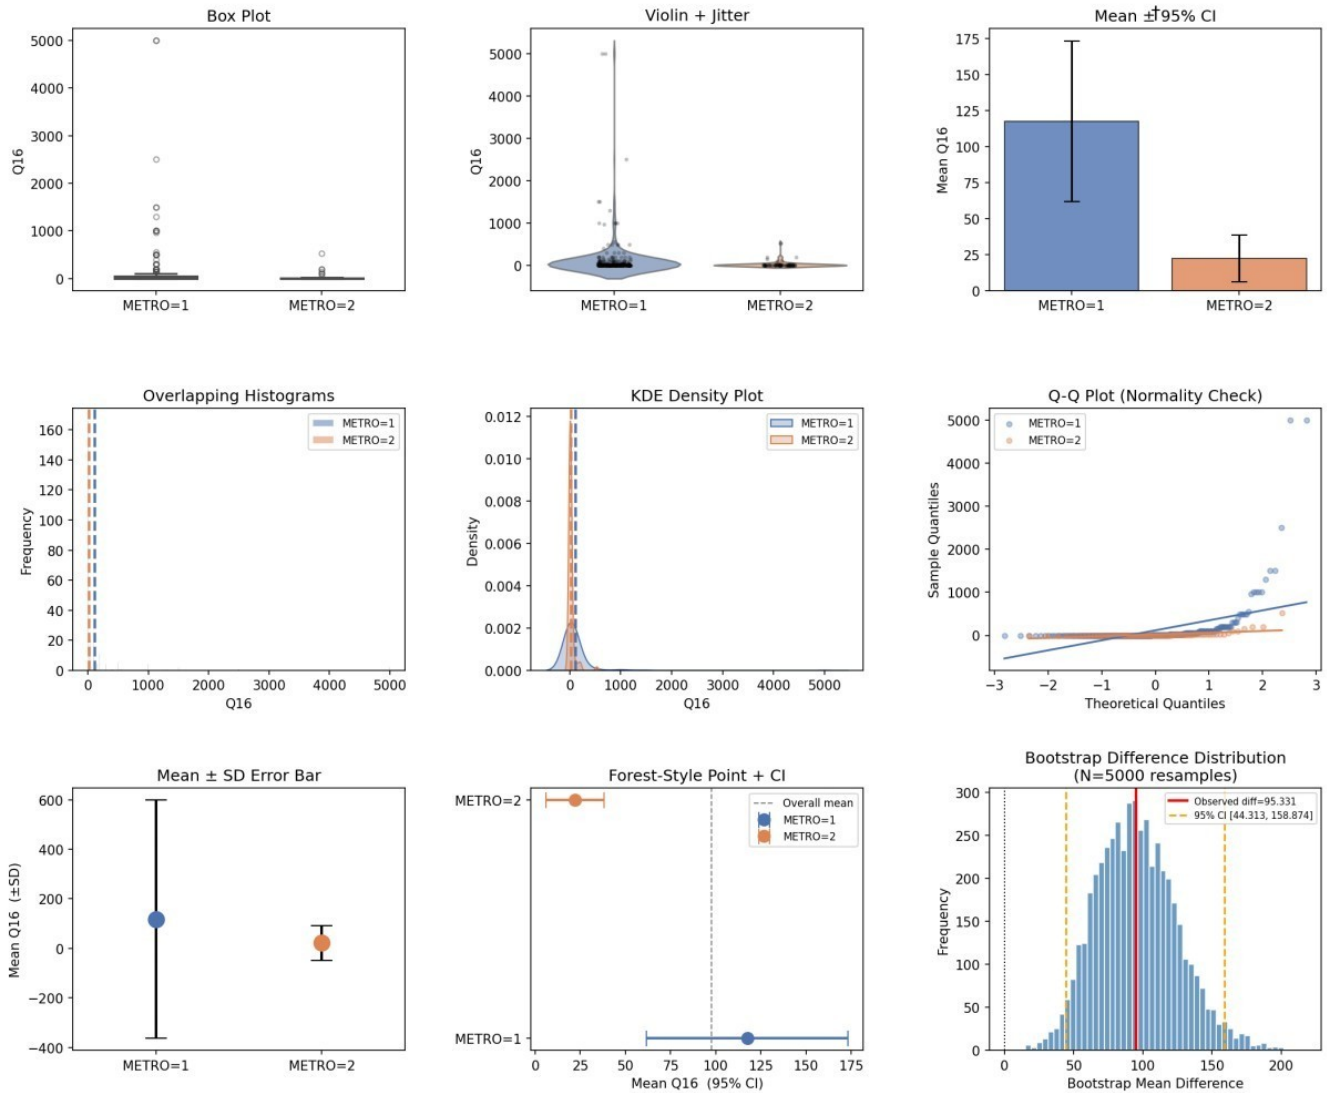 Box Plot
5000
4000
3000
2000
1000
0
Q16
METRO=1 METRO=2
Violin + Jitter
5000
4000
3000
2000
1000
0
Q16
METRO=1 METRO=2
†
Mean ± 95% CI
175
150
125
100
75
50
25
0
Mean Q16
METRO=1 METRO=2
Overlapping Histograms
METRO=1
METRO=2
160
140
120
100
80
60
40
20
0
Frequency
0 1000 2000 3000 4000 5000
Q16
KDE Density Plot
METRO=1
METRO=2
0.012
0.010
0.008
0.006
0.004
0.002
0.000
Density
0 1000 2000 3000 4000 5000
Q16
Q-Q Plot (Normality Check)
METRO=1
METRO=2
5000
4000
3000
2000
1000
0
Sample Quantiles
−3 −2 −1 0 1 2 3
Theoretical Quantiles
Mean ± SD Error Bar
600
400
200
0
−200
−400
Mean Q16 (±SD)
METRO=1 METRO=2
Forest-Style Point + CI
Overall mean
METRO=1
METRO=2
METRO=2
METRO=1
0 25 50 75 100 125 150 175
Mean Q16 (95% CI)
Bootstrap Difference Distribution
(N=5000 resamples)
Observed diff=95.331
95% CI [44.313, 158.874]
300
250
200
150
100
50
0
Frequency
0 50 100 150 200
Bootstrap Mean Difference